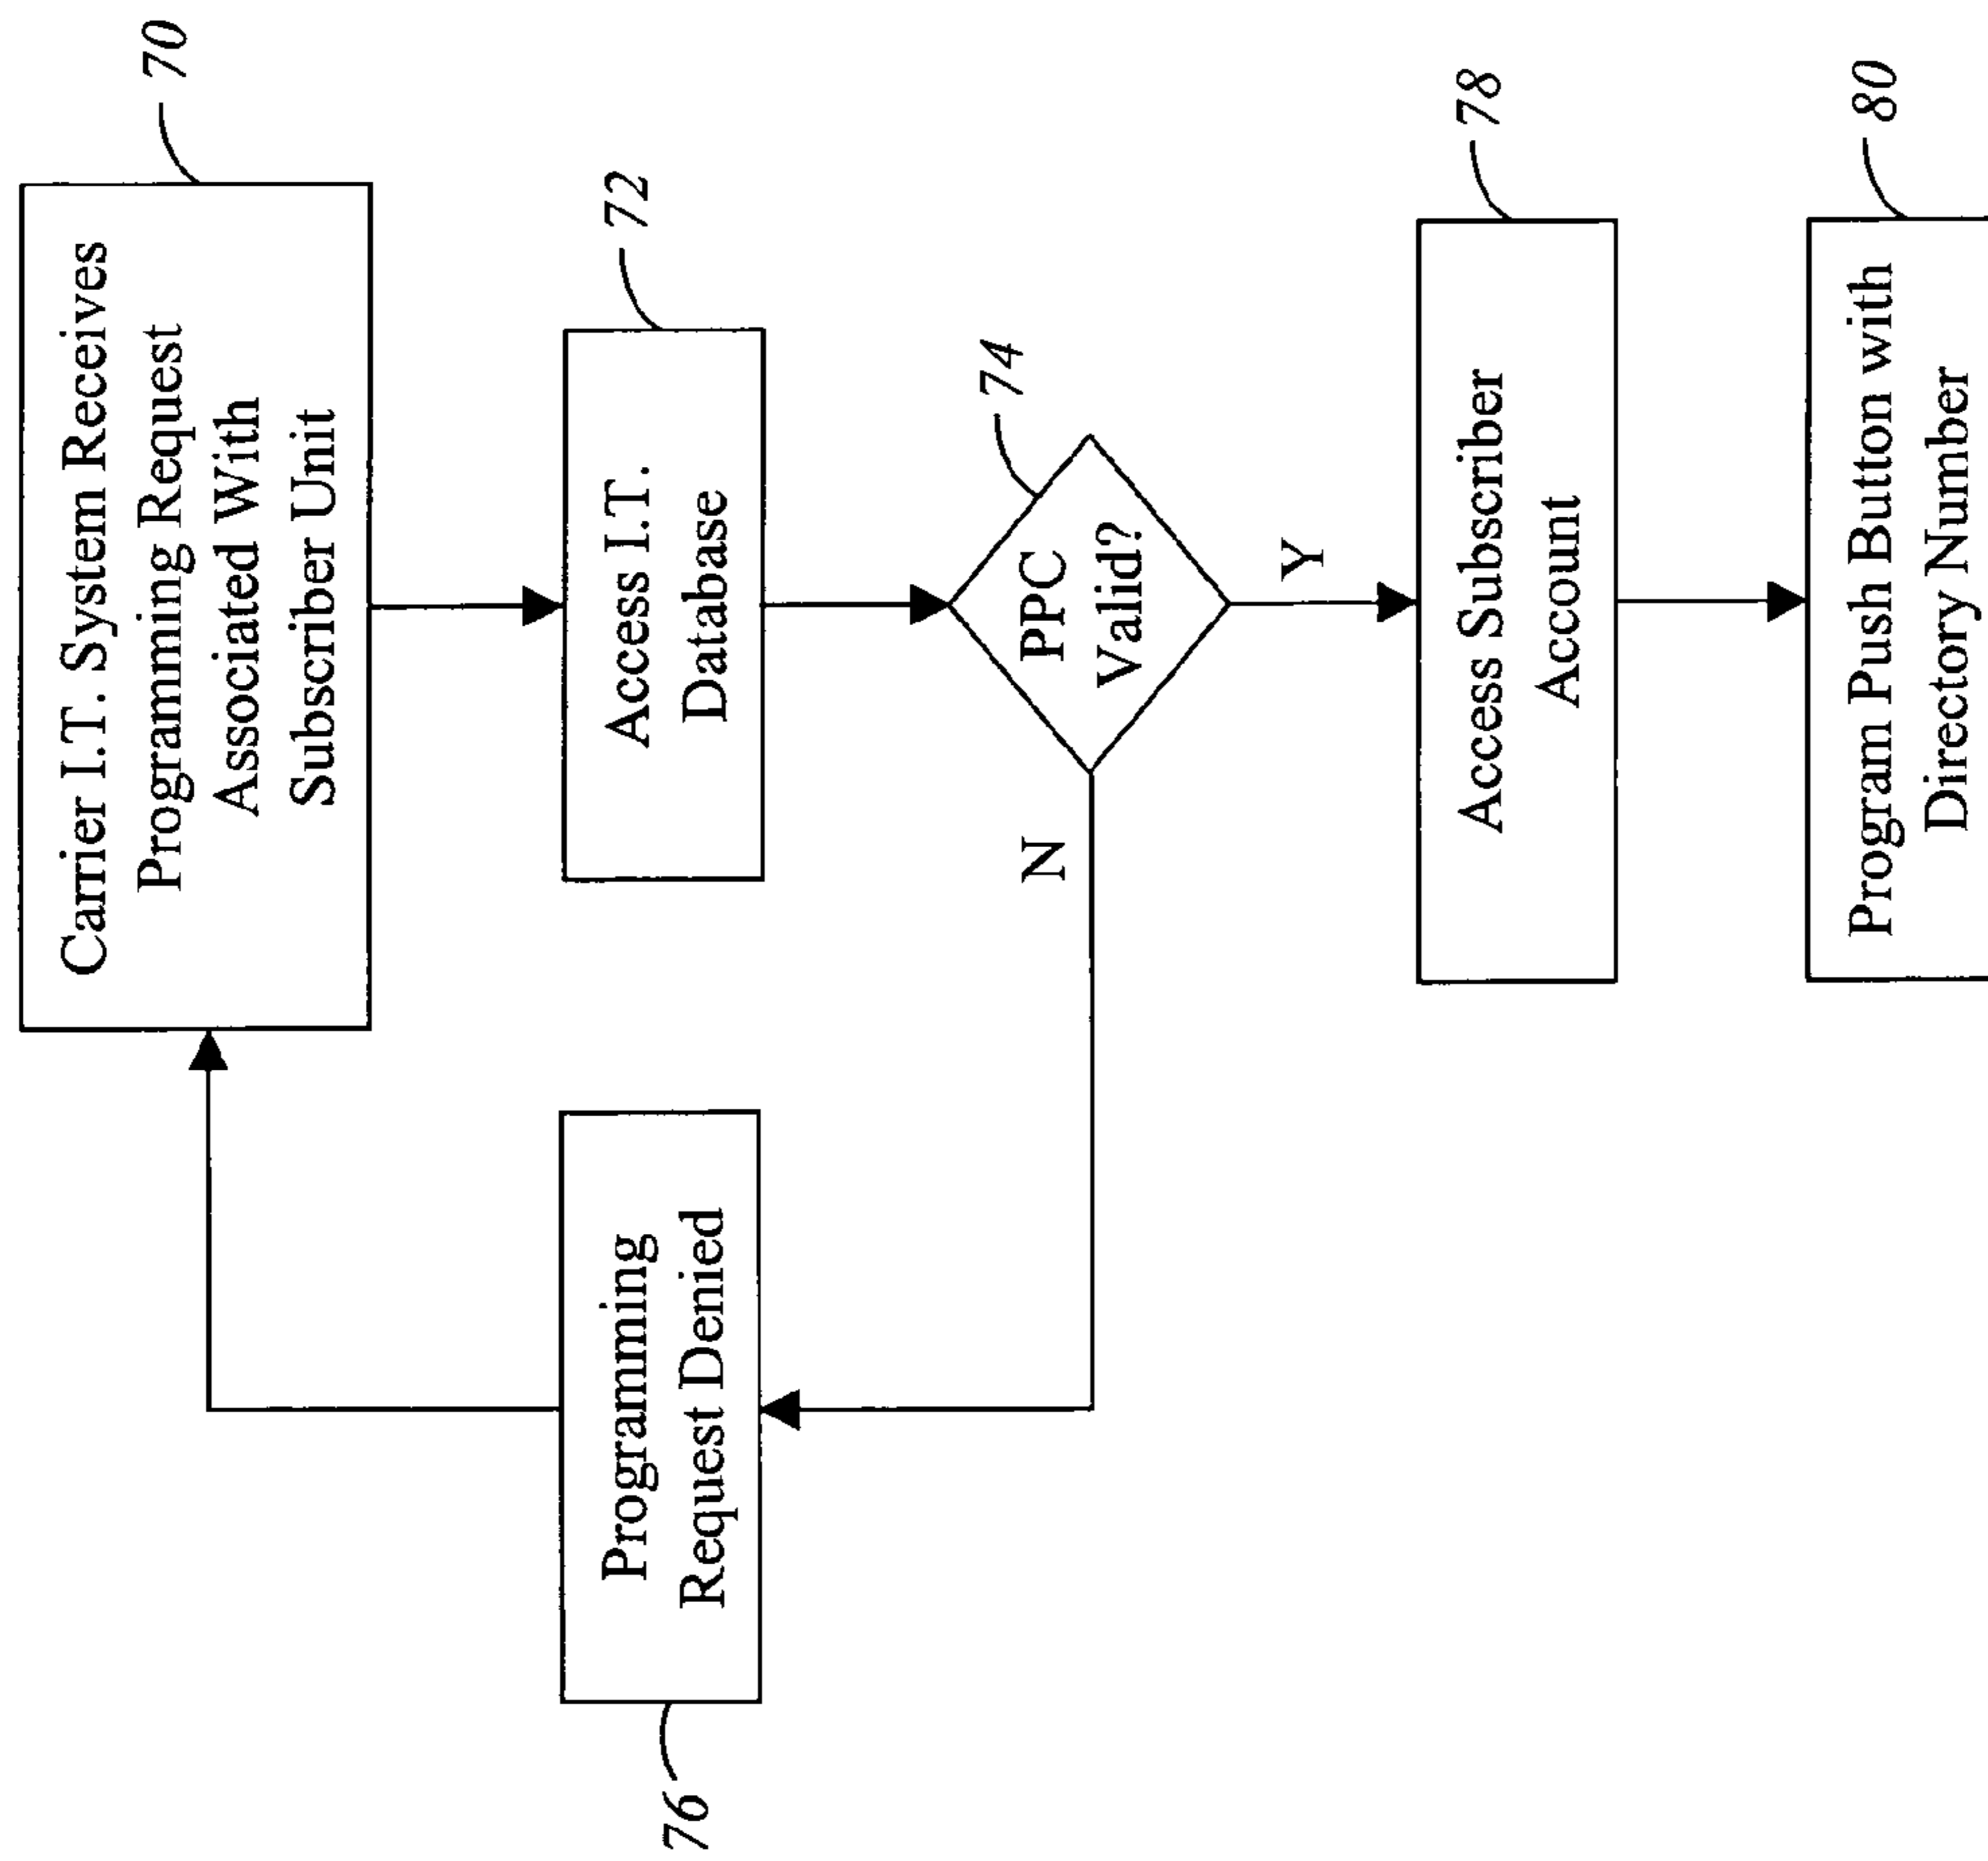 70
Carrier I.T. System Receives
Programming Request
Associated With
Subscriber Unit
72
Access I.T.
Database
74
PPC
Valid?
N
Y
76
Programming
Request Denied
78
Access Subscriber
Account
80
Program Push Button with
Directory Number